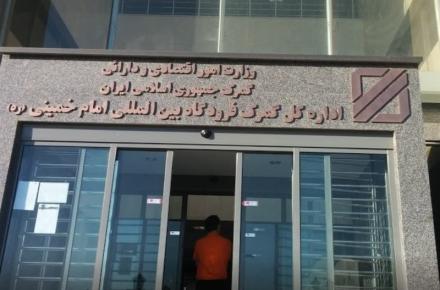 وزارت امور اقتصادی و دارائی
گمرک جمهوری اسلامی ایران
اداره کل گمرک فرودگاه بین المللی امام خمینی (ره)